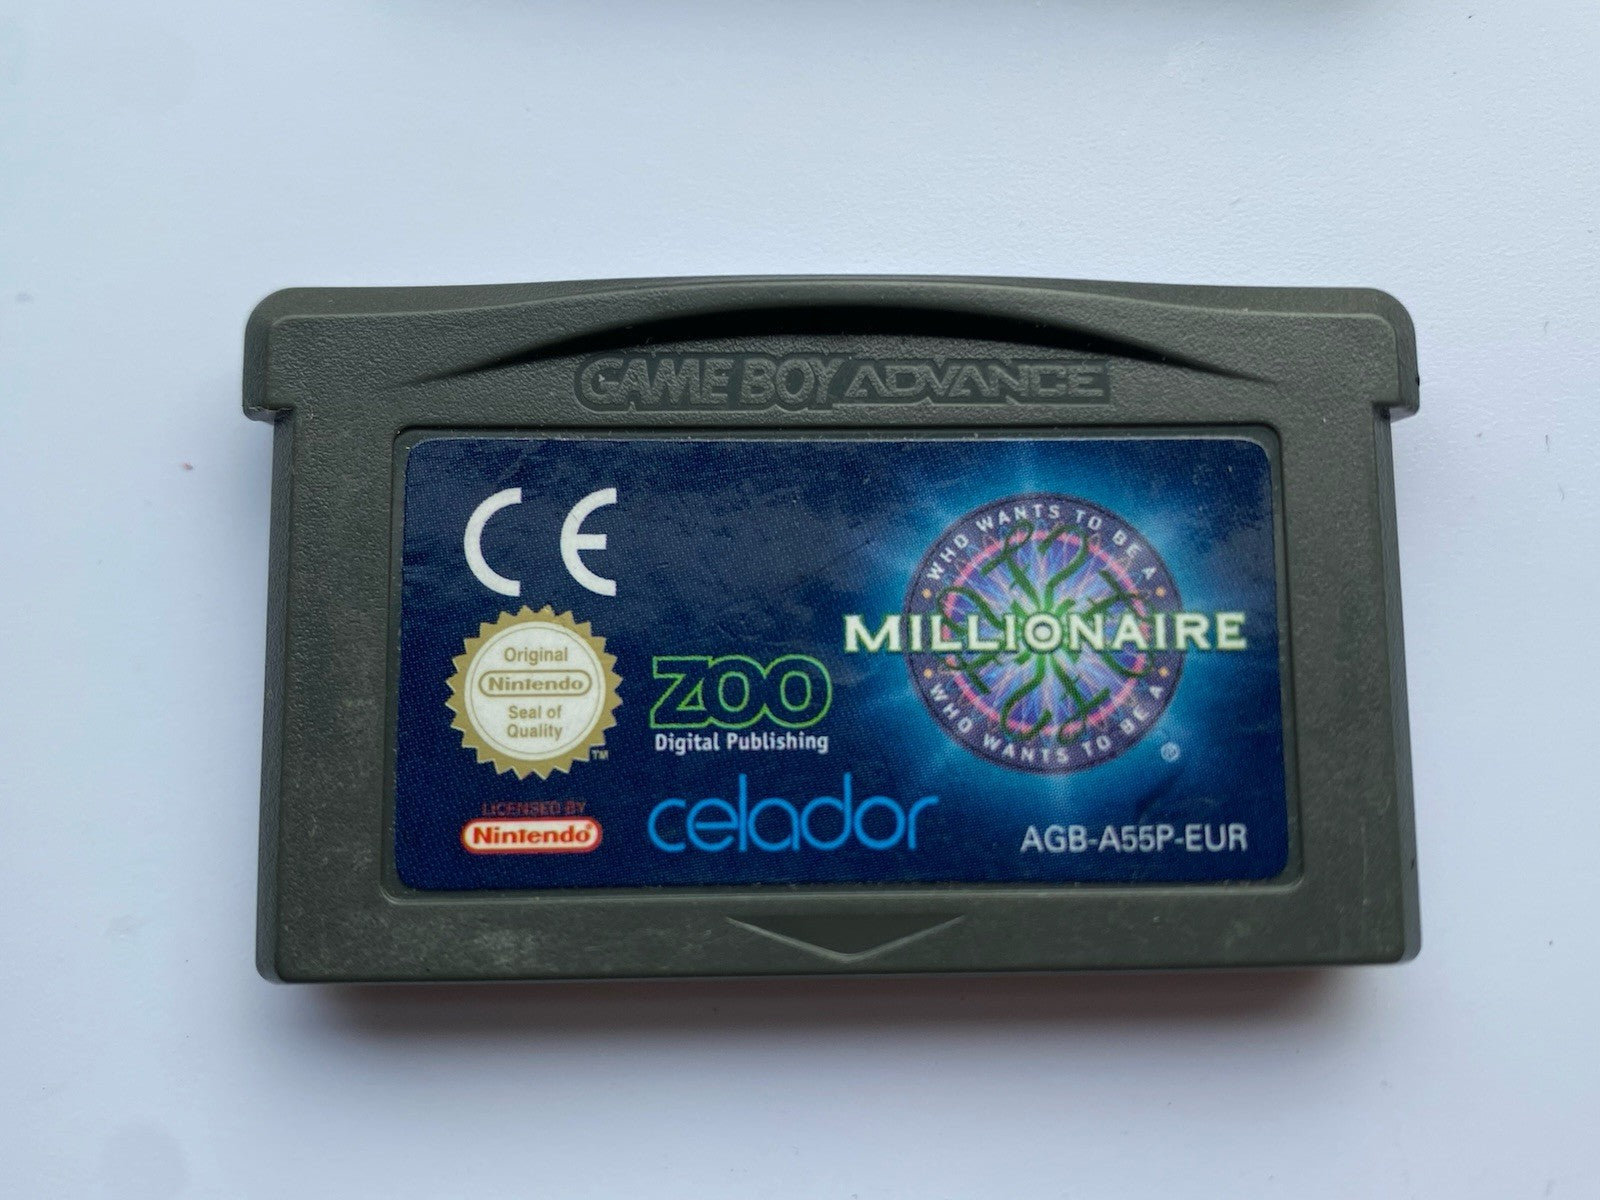 GAME BOY ADVANCE
CE
WHO WANTS TO BE A
MILLIONAIRE
WHO WANTS TO BE A
®
Original
Nintendo
Seal of
Quality
TM
ZOO
Digital Publishing
LICENSED BY
Nintendo®
celador
AGB-A55P-EUR